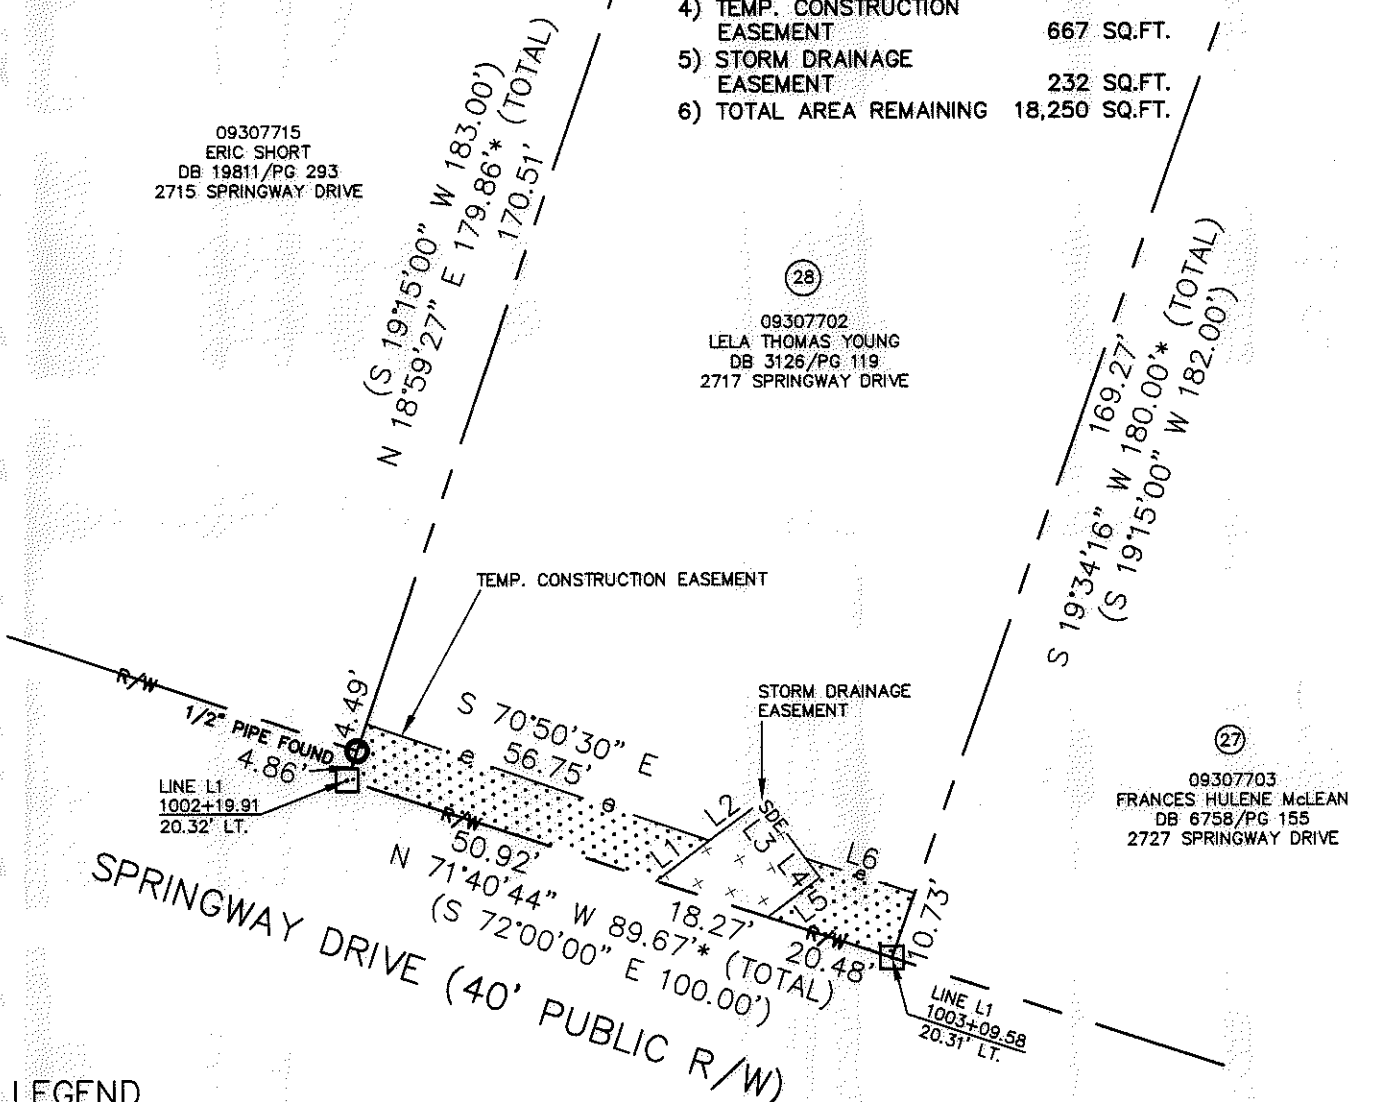 4) TEMP. CONSTRUCTION
EASEMENT 667 SQ.FT.
5) STORM DRAINAGE
EASEMENT 232 SQ.FT.
6) TOTAL AREA REMAINING 18,250 SQ.FT.
09307715
ERIC SHORT
DB 19811/PG 293
2715 SPRINGWAY DRIVE
(S 19°15'00" W 183.00')
N 18°59'27" E 179.86'* (TOTAL)
170.51'
28
09307702
LELA THOMAS YOUNG
DB 3126/PG 119
2717 SPRINGWAY DRIVE
169.27'
S 19°34'16" W 180.00'* (TOTAL)
(S 19°15'00" W 182.00')
TEMP. CONSTRUCTION EASEMENT
STORM DRAINAGE
EASEMENT
27
09307703
FRANCES HULENE McLEAN
DB 6758/PG 155
2727 SPRINGWAY DRIVE
R/W
1/2" PIPE FOUND
4.49'
4.86'
LINE L1
1002+19.91
20.32' LT.
S 70°50'30" E
56.75'
e
e
L1
L2
SDE
L3
L4
L5
L6
e
10.73'
R/W
50.92'
18.27'
R/W
20.48'
N 71°40'44" W 89.67'* (TOTAL)
(S 72°00'00" E 100.00')
LINE L1
1003+09.58
20.31' LT.
SPRINGWAY DRIVE (40' PUBLIC R/W)
LEGEND